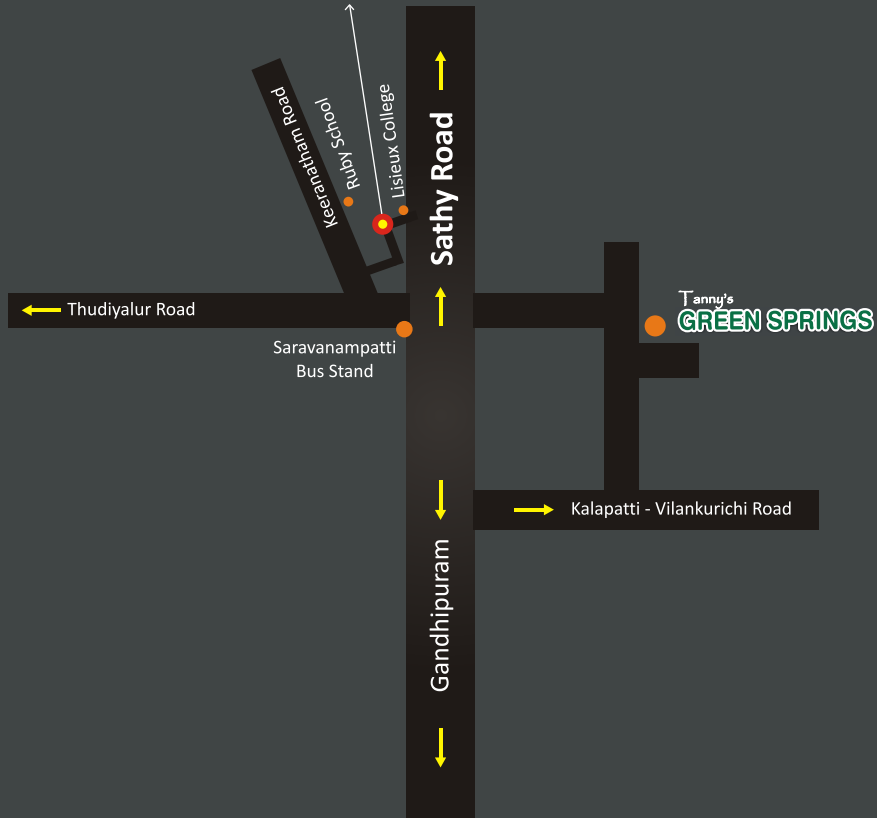 Keeranatham Road
Ruby School
Lisieux College
Sathy Road
Thudiyalur Road
Tanny's
GREEN SPRINGS
Saravanampatti
Bus Stand
Kalapatti - Vilankurichi Road
Gandhipuram